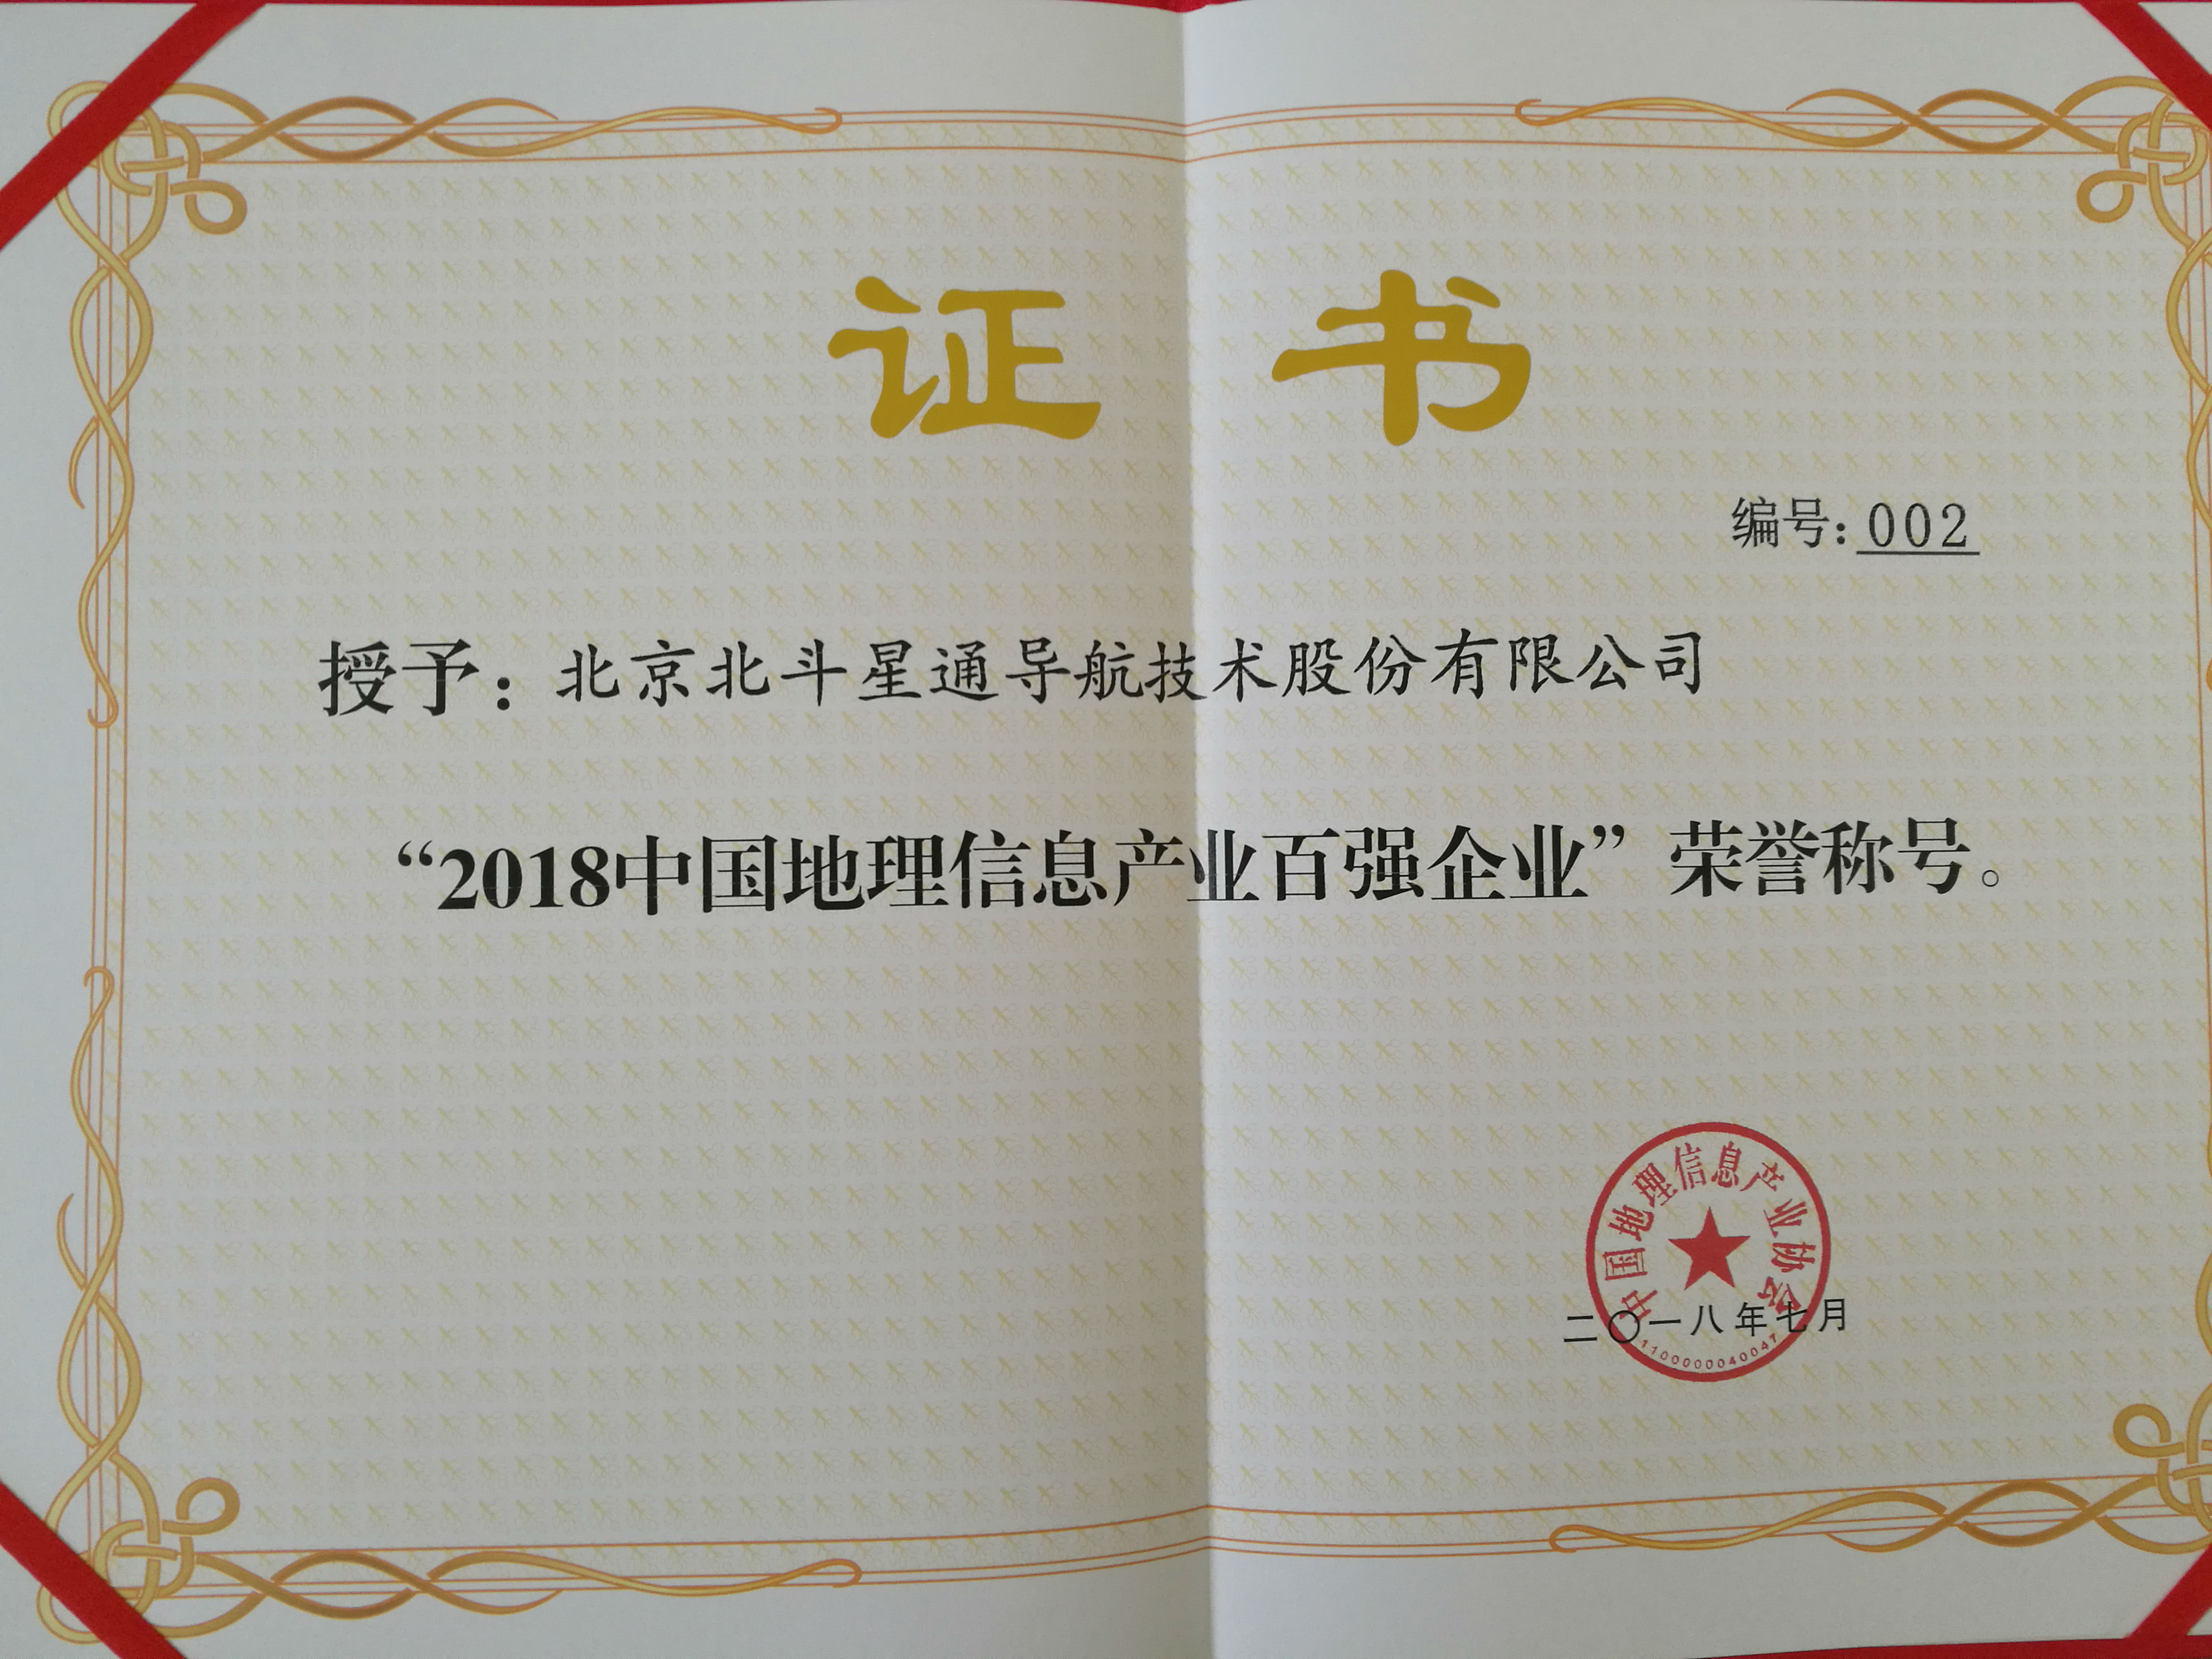 证 书
编号：002
授予：北京北斗星通导航技术股份有限公司
“2018中国地理信息产业百强企业”荣誉称号。
中国地理信息产业协会
二〇一八年七月
1100000040047